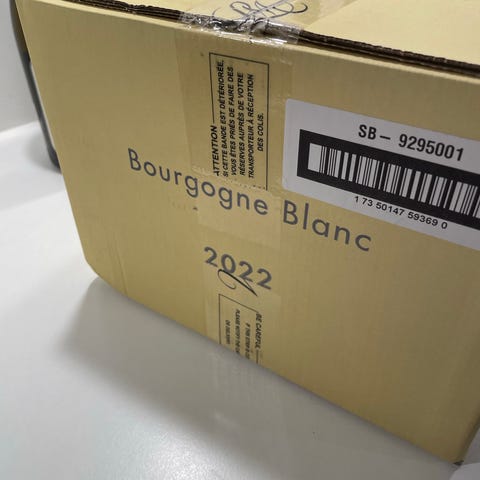 ATTENTION
SI CETTE BANDE EST DÉTÉRIORÉE,
VOUS ÊTES PRIÉS DE FAIRE DES
RÉSERVES AUPRÈS DE VOTRE
TRANSPORTEUR À RÉCEPTION
DES COLIS.
SB- 9295001
1 73 50147 59369 0
Bourgogne Blanc
2022
BE CAREFUL